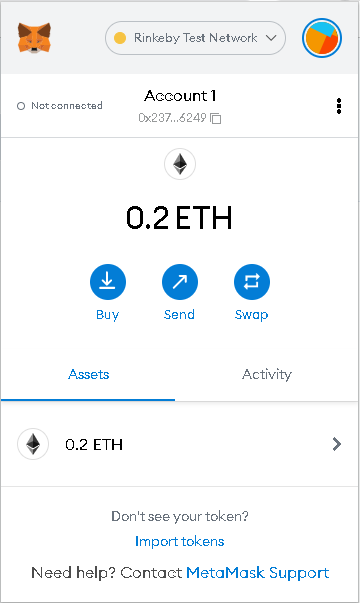 Rinkeby Test Network
Not connected
Account 1
0x237...6249
0.2 ETH
Buy
Send
Swap
Assets
Activity
0.2 ETH
Don't see your token?
Import tokens
Need help? Contact MetaMask Support